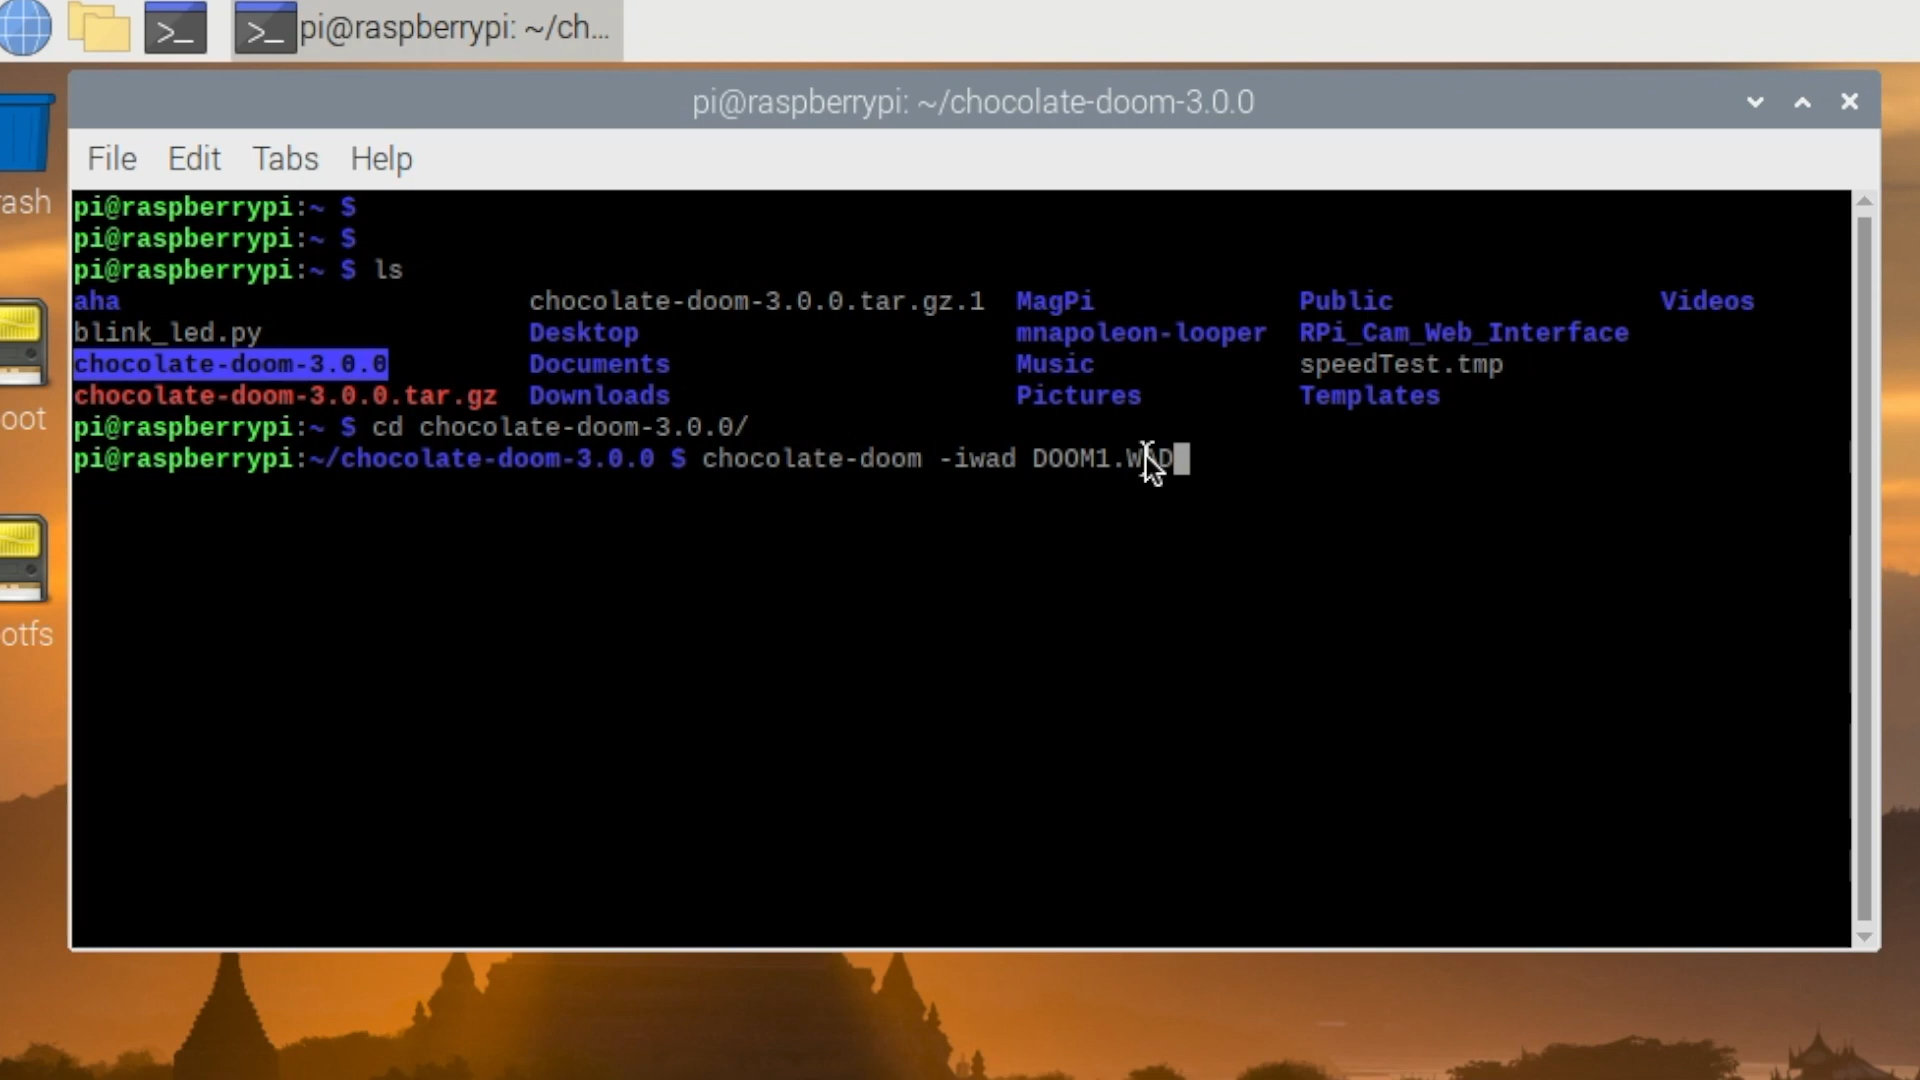 pi@raspberrypi: ~/ch...
pi@raspberrypi: ~/chocolate-doom-3.0.0
File Edit Tabs Help
pi@raspberrypi:~ $
pi@raspberrypi:~ $
pi@raspberrypi:~ $ ls
aha chocolate-doom-3.0.0.tar.gz.1 MagPi Public Videos
blink_led.py Desktop mnapoleon-looper RPi_Cam_Web_Interface
chocolate-doom-3.0.0 Documents Music speedTest.tmp
chocolate-doom-3.0.0.tar.gz Downloads Pictures Templates
pi@raspberrypi:~ $ cd chocolate-doom-3.0.0/
pi@raspberrypi:~/chocolate-doom-3.0.0 $ chocolate-doom -iwad DOOM1.WAD
ash
oot
otfs